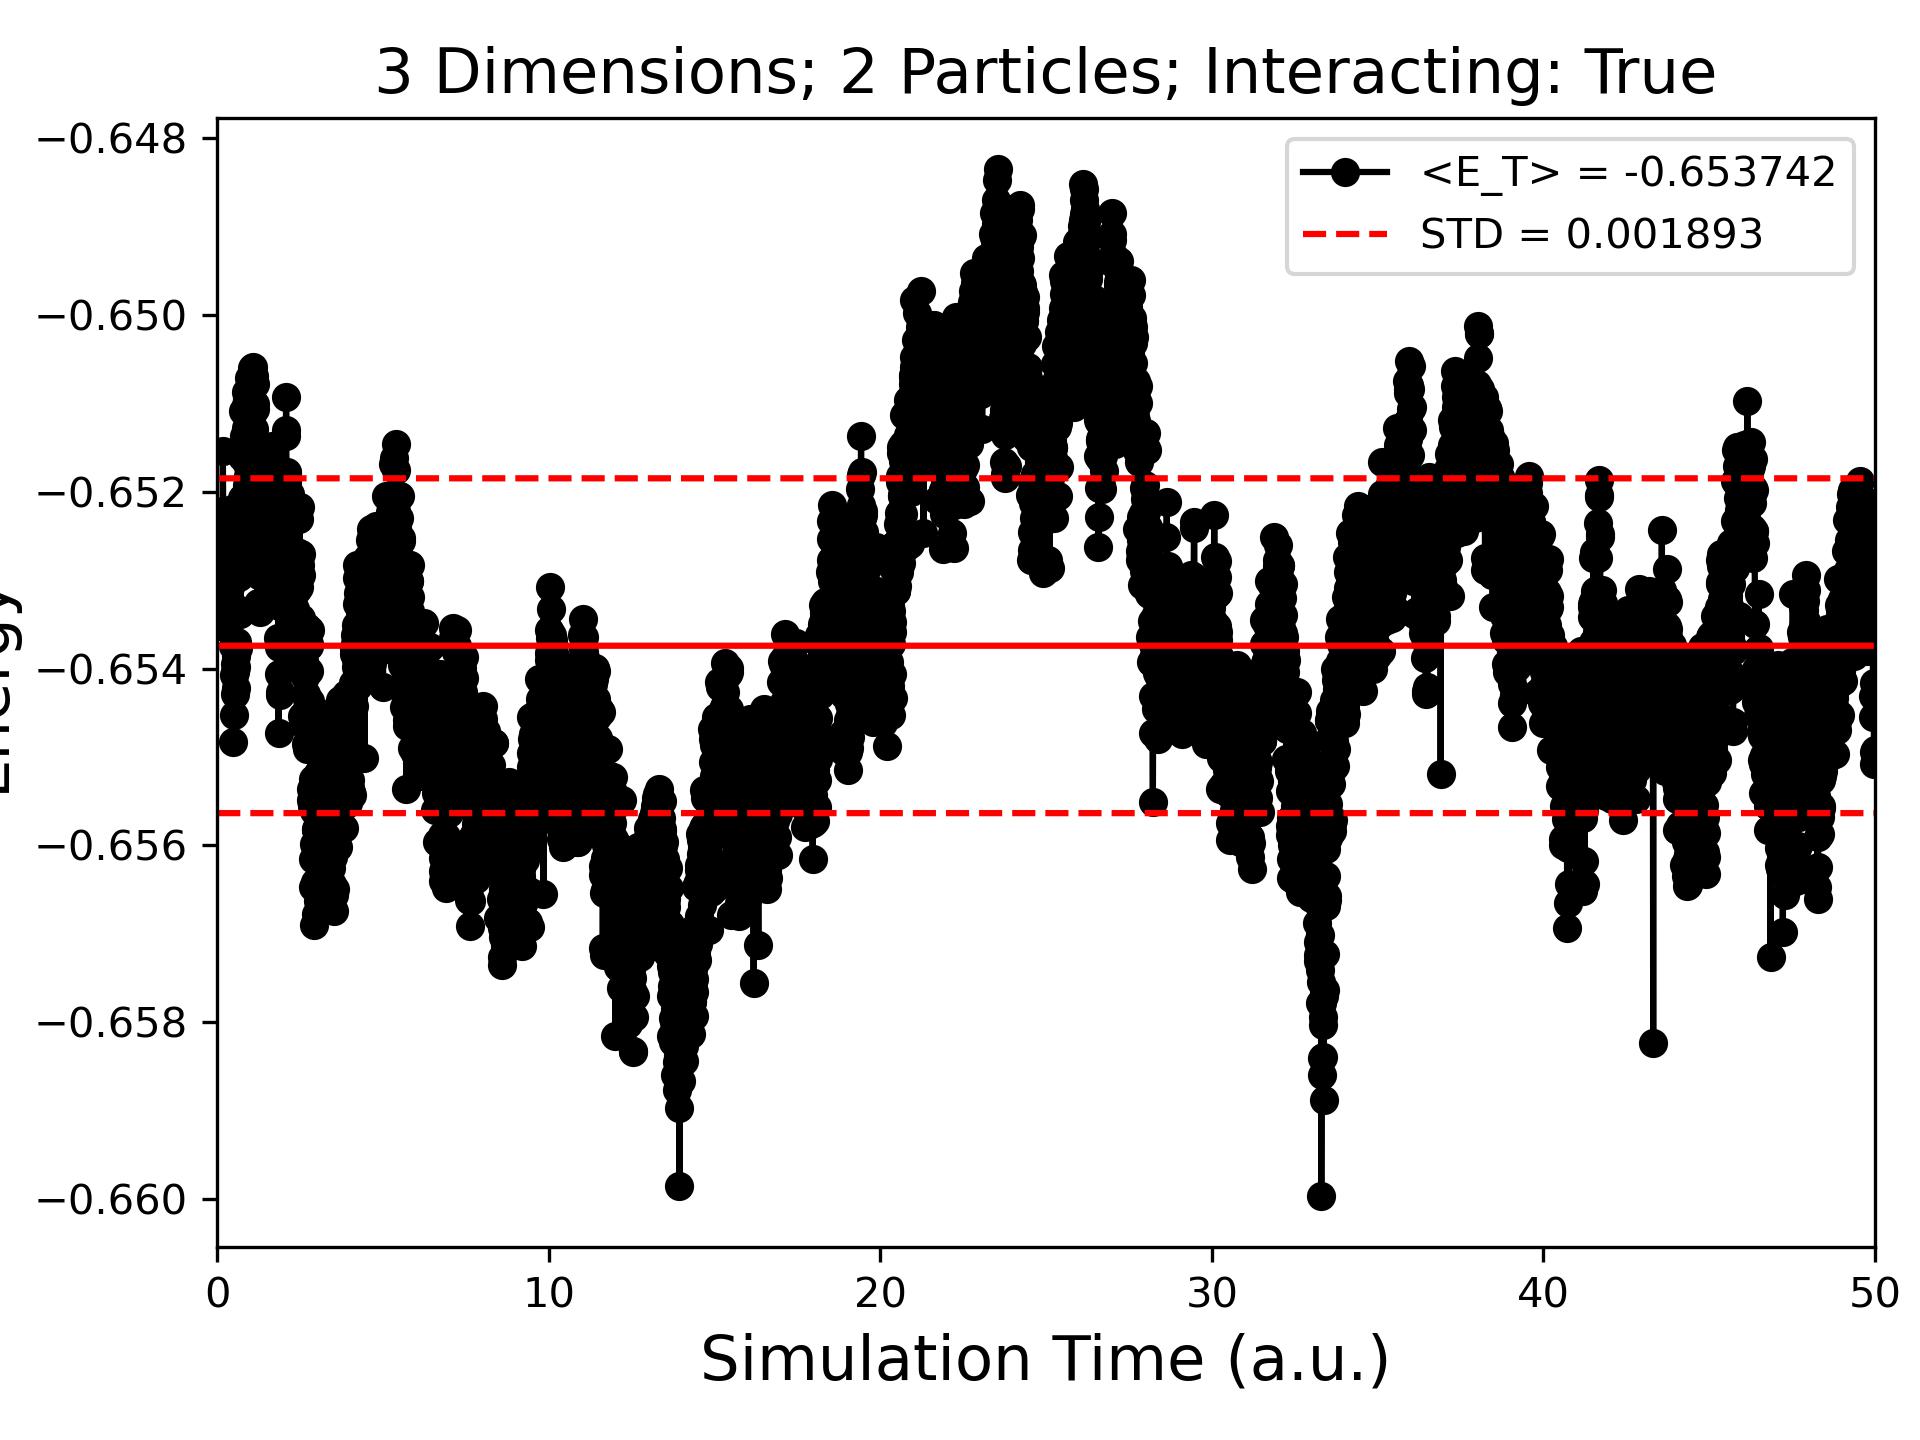 3 Dimensions; 2 Particles; Interacting: True
<E_T> = -0.653742
STD = 0.001893
−0.648
−0.650
−0.652
−0.654
−0.656
−0.658
−0.660
Energy
0 10 20 30 40 50
Simulation Time (a.u.)